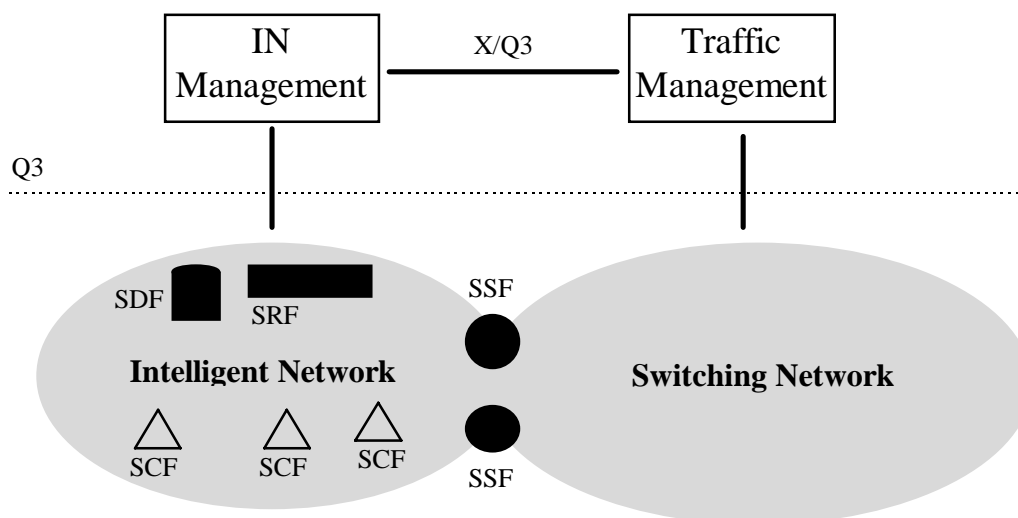 IN
Management
X/Q3
Traffic
Management
Q3
SDF
SRF
SSF
Intelligent Network
Switching Network
SCF
SCF
SCF
SSF